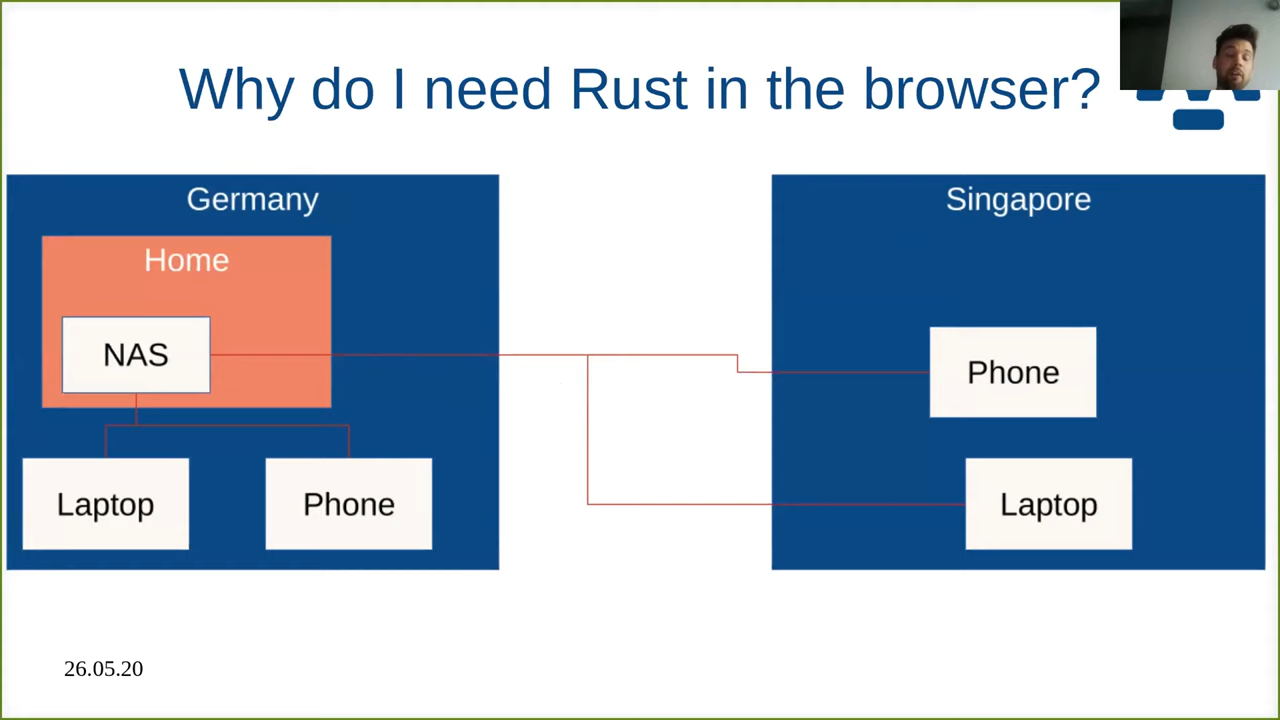 Why do I need Rust in the browser?
Germany
Singapore
Home
NAS
Phone
Laptop
Phone
Laptop
26.05.20